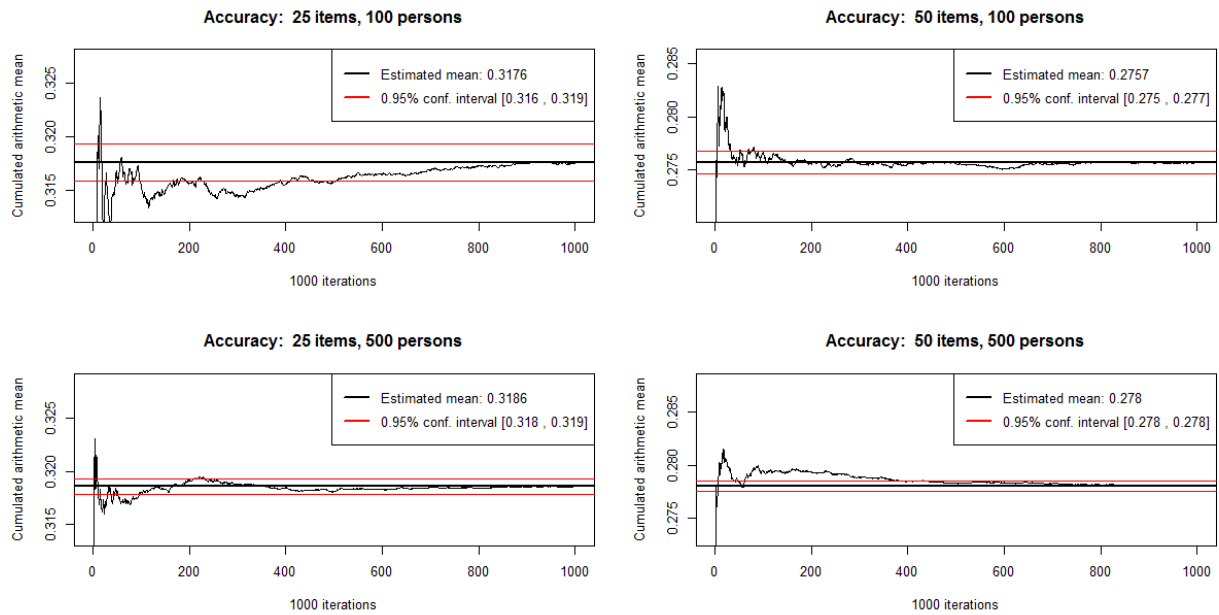 Accuracy: 25 items, 100 persons
Cumulated arithmetic mean
0.325
0.320
0.315
Estimated mean: 0.3176
0.95% conf. interval [0.316 , 0.319]
0 200 400 600 800 1000
1000 iterations
Accuracy: 50 items, 100 persons
Cumulated arithmetic mean
0.285
0.280
0.275
Estimated mean: 0.2757
0.95% conf. interval [0.275 , 0.277]
0 200 400 600 800 1000
1000 iterations
Accuracy: 25 items, 500 persons
Cumulated arithmetic mean
0.325
0.320
0.315
Estimated mean: 0.3186
0.95% conf. interval [0.318 , 0.319]
0 200 400 600 800 1000
1000 iterations
Accuracy: 50 items, 500 persons
Cumulated arithmetic mean
0.285
0.280
0.275
Estimated mean: 0.278
0.95% conf. interval [0.278 , 0.278]
0 200 400 600 800 1000
1000 iterations